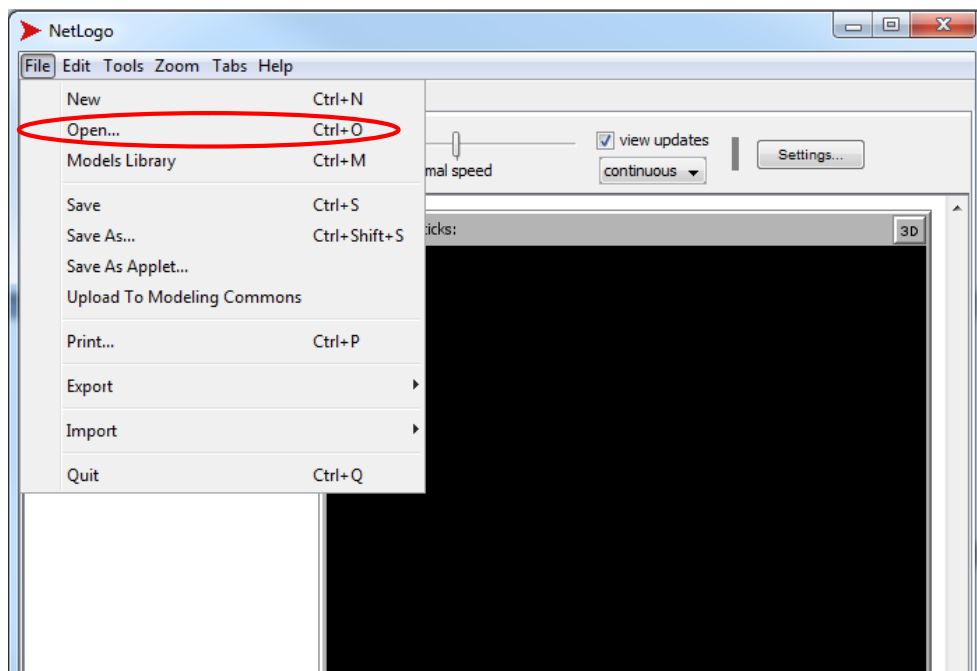 NetLogo
File Edit Tools Zoom Tabs Help
New Ctrl+N
Open... Ctrl+O
Models Library Ctrl+M
Save Ctrl+S
Save As... Ctrl+Shift+S
Save As Applet...
Upload To Modeling Commons
Print... Ctrl+P
Export
Import
Quit Ctrl+Q
mal speed
view updates
continuous
Settings...
icks:
3D